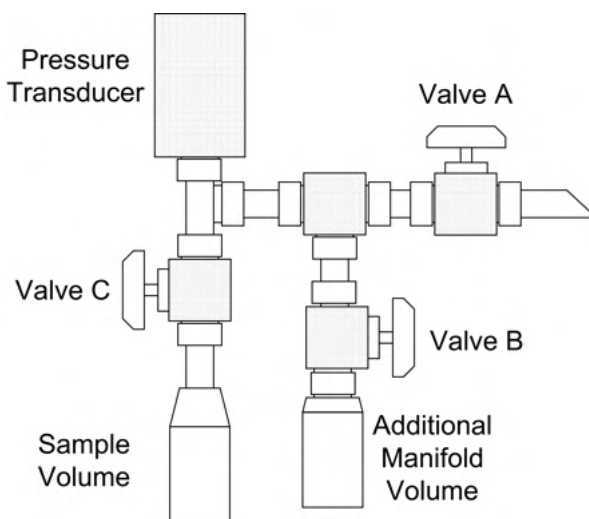 Pressure
Transducer
Valve A
Valve C
Valve B
Sample
Volume
Additional
Manifold
Volume